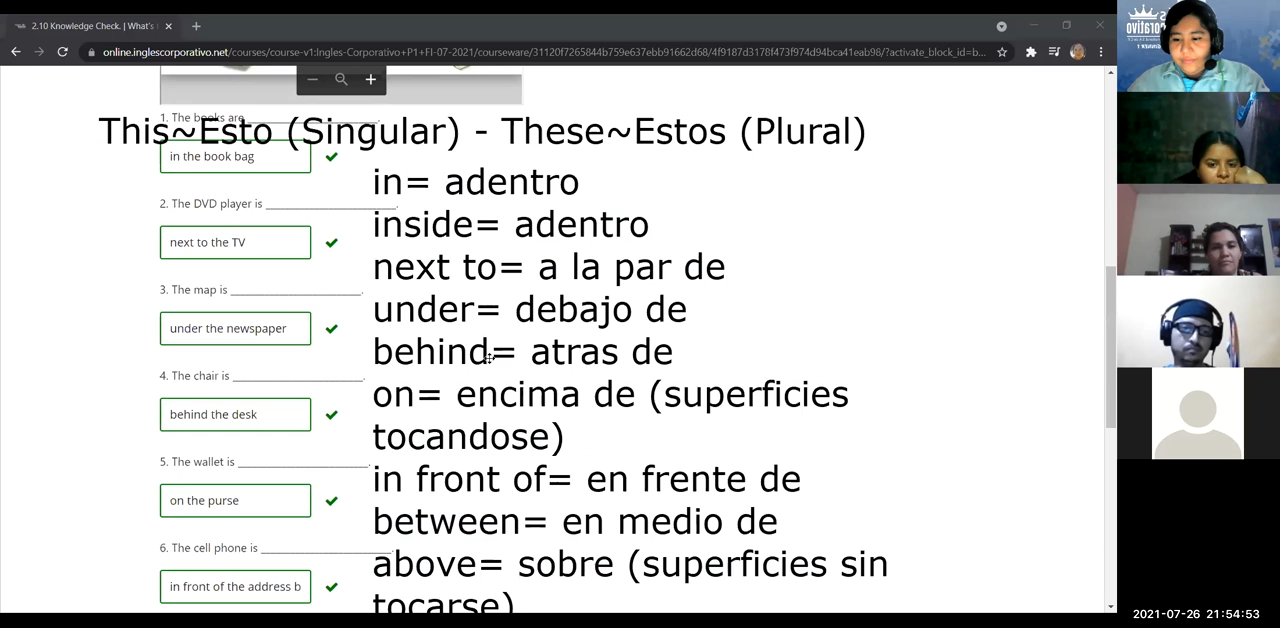 2.10 Knowledge Check. | What's
online.inglescorporativo.net/courses/course-v1:Ingles-Corporativo+P1+FI-07-2021/courseware/31120f7265844b759e637ebb91662d68/4f9187d3178f473f974d94bca41eab98/?activate_block_id=b...
1. The books are ____________________.
This~Esto (Singular) - These~Estos (Plural)
in the book bag
in= adentro
2. The DVD player is ____________________.
inside= adentro
next to the TV
next to= a la par de
3. The map is ____________________.
under= debajo de
under the newspaper
behind= atras de
4. The chair is ____________________.
on= encima de (superficies
behind the desk
tocandose)
5. The wallet is ____________________.
in front of= en frente de
on the purse
between= en medio de
6. The cell phone is ____________________.
above= sobre (superficies sin
in front of the address b
tocarse)
2021-07-26 21:54:53